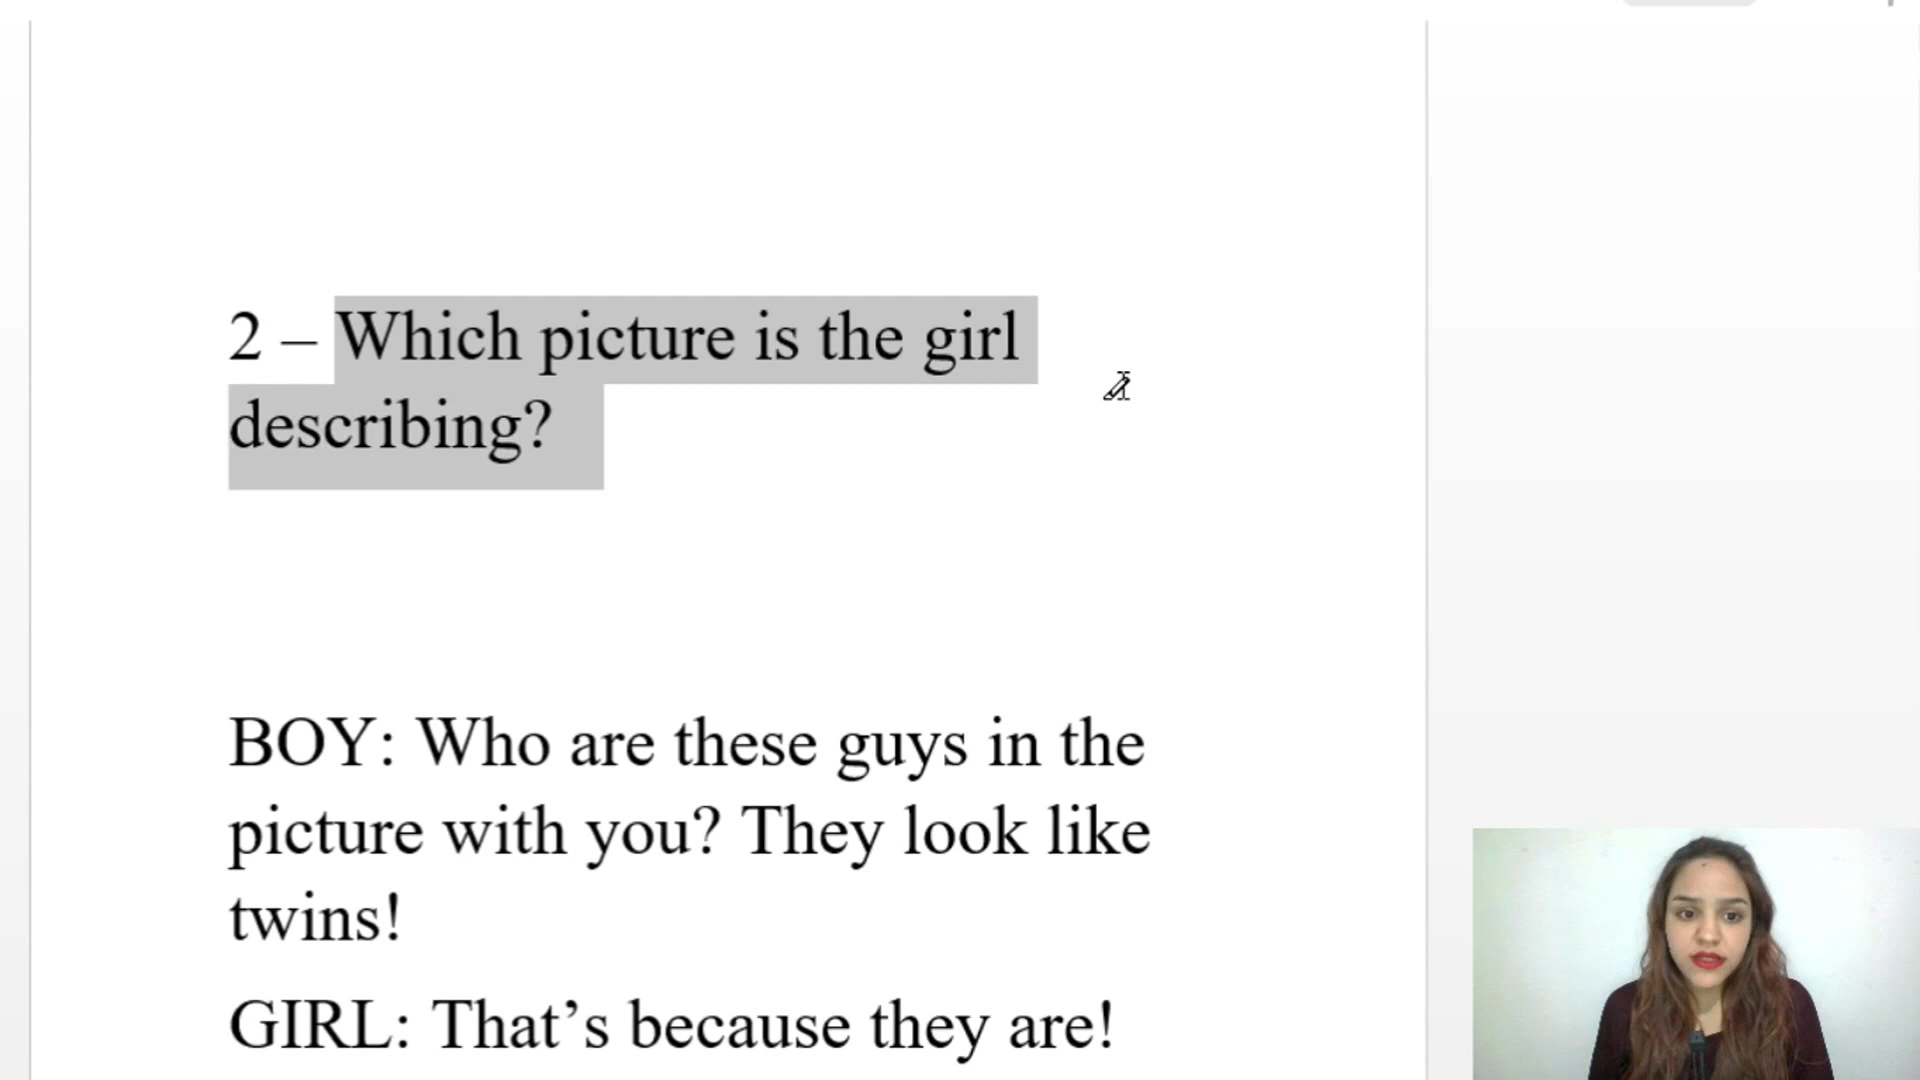 2 – Which picture is the girl
describing?
BOY: Who are these guys in the
picture with you? They look like
twins!
GIRL: That’s because they are!